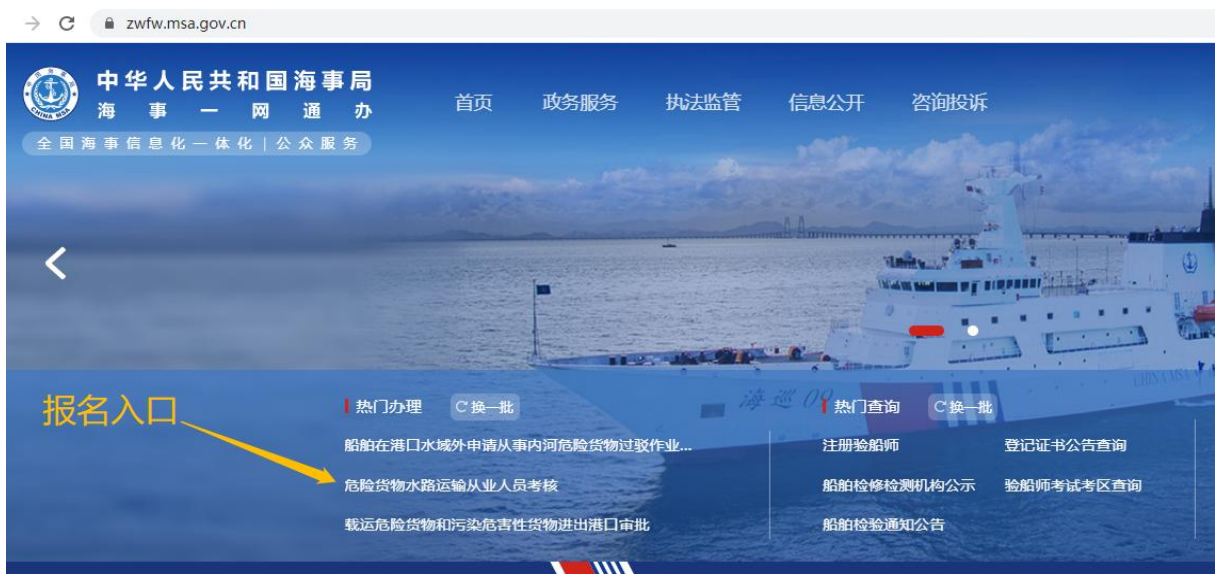 zwfw.msa.gov.cn
中华人民共和国海事局
海事一网通办
全国海事信息化一体化|公众服务
首页 政务服务 执法监管 信息公开 咨询投诉
CHINA MSA
海巡09
报名入口
热门办理 换一批
船舶在港口水域外申请从事内河危险货物过驳作业...
危险货物水路运输从业人员考核
载运危险货物和污染危害性货物进出港口审批
热门查询 换一批
注册验船师 登记证书公告查询
船舶检修检测机构公示 验船师考试考区查询
船舶检验通知公告